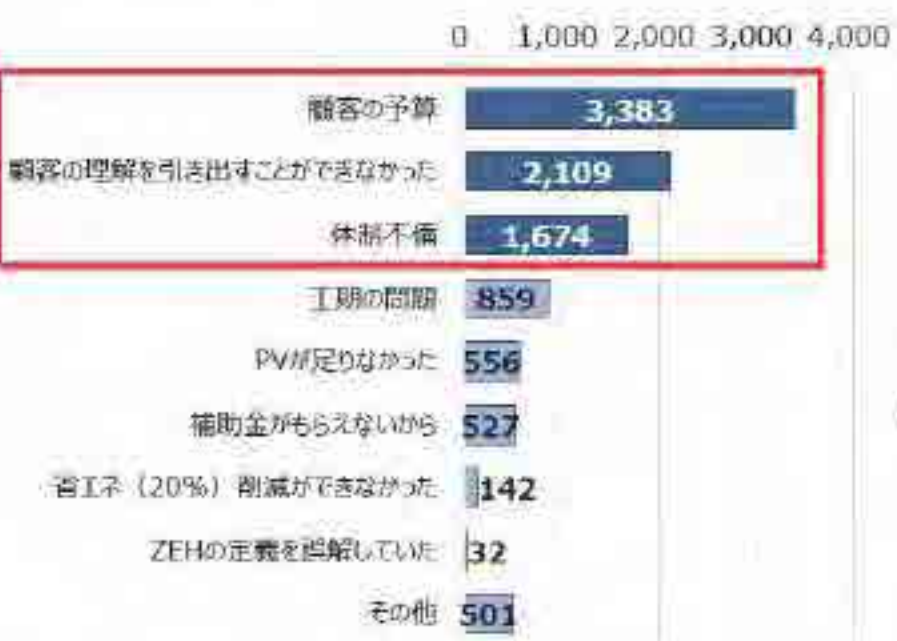 0 1,000 2,000 3,000 4,000
顧客の予算 3,383
顧客の理解を引き出すことができなかった 2,109
体制不備 1,674
工期の問題 859
PVが足りなかった 556
補助金がもらえないから 527
省エネ（20%）削減ができなかった 142
ZEHの定義を誤解していた 32
その他 501